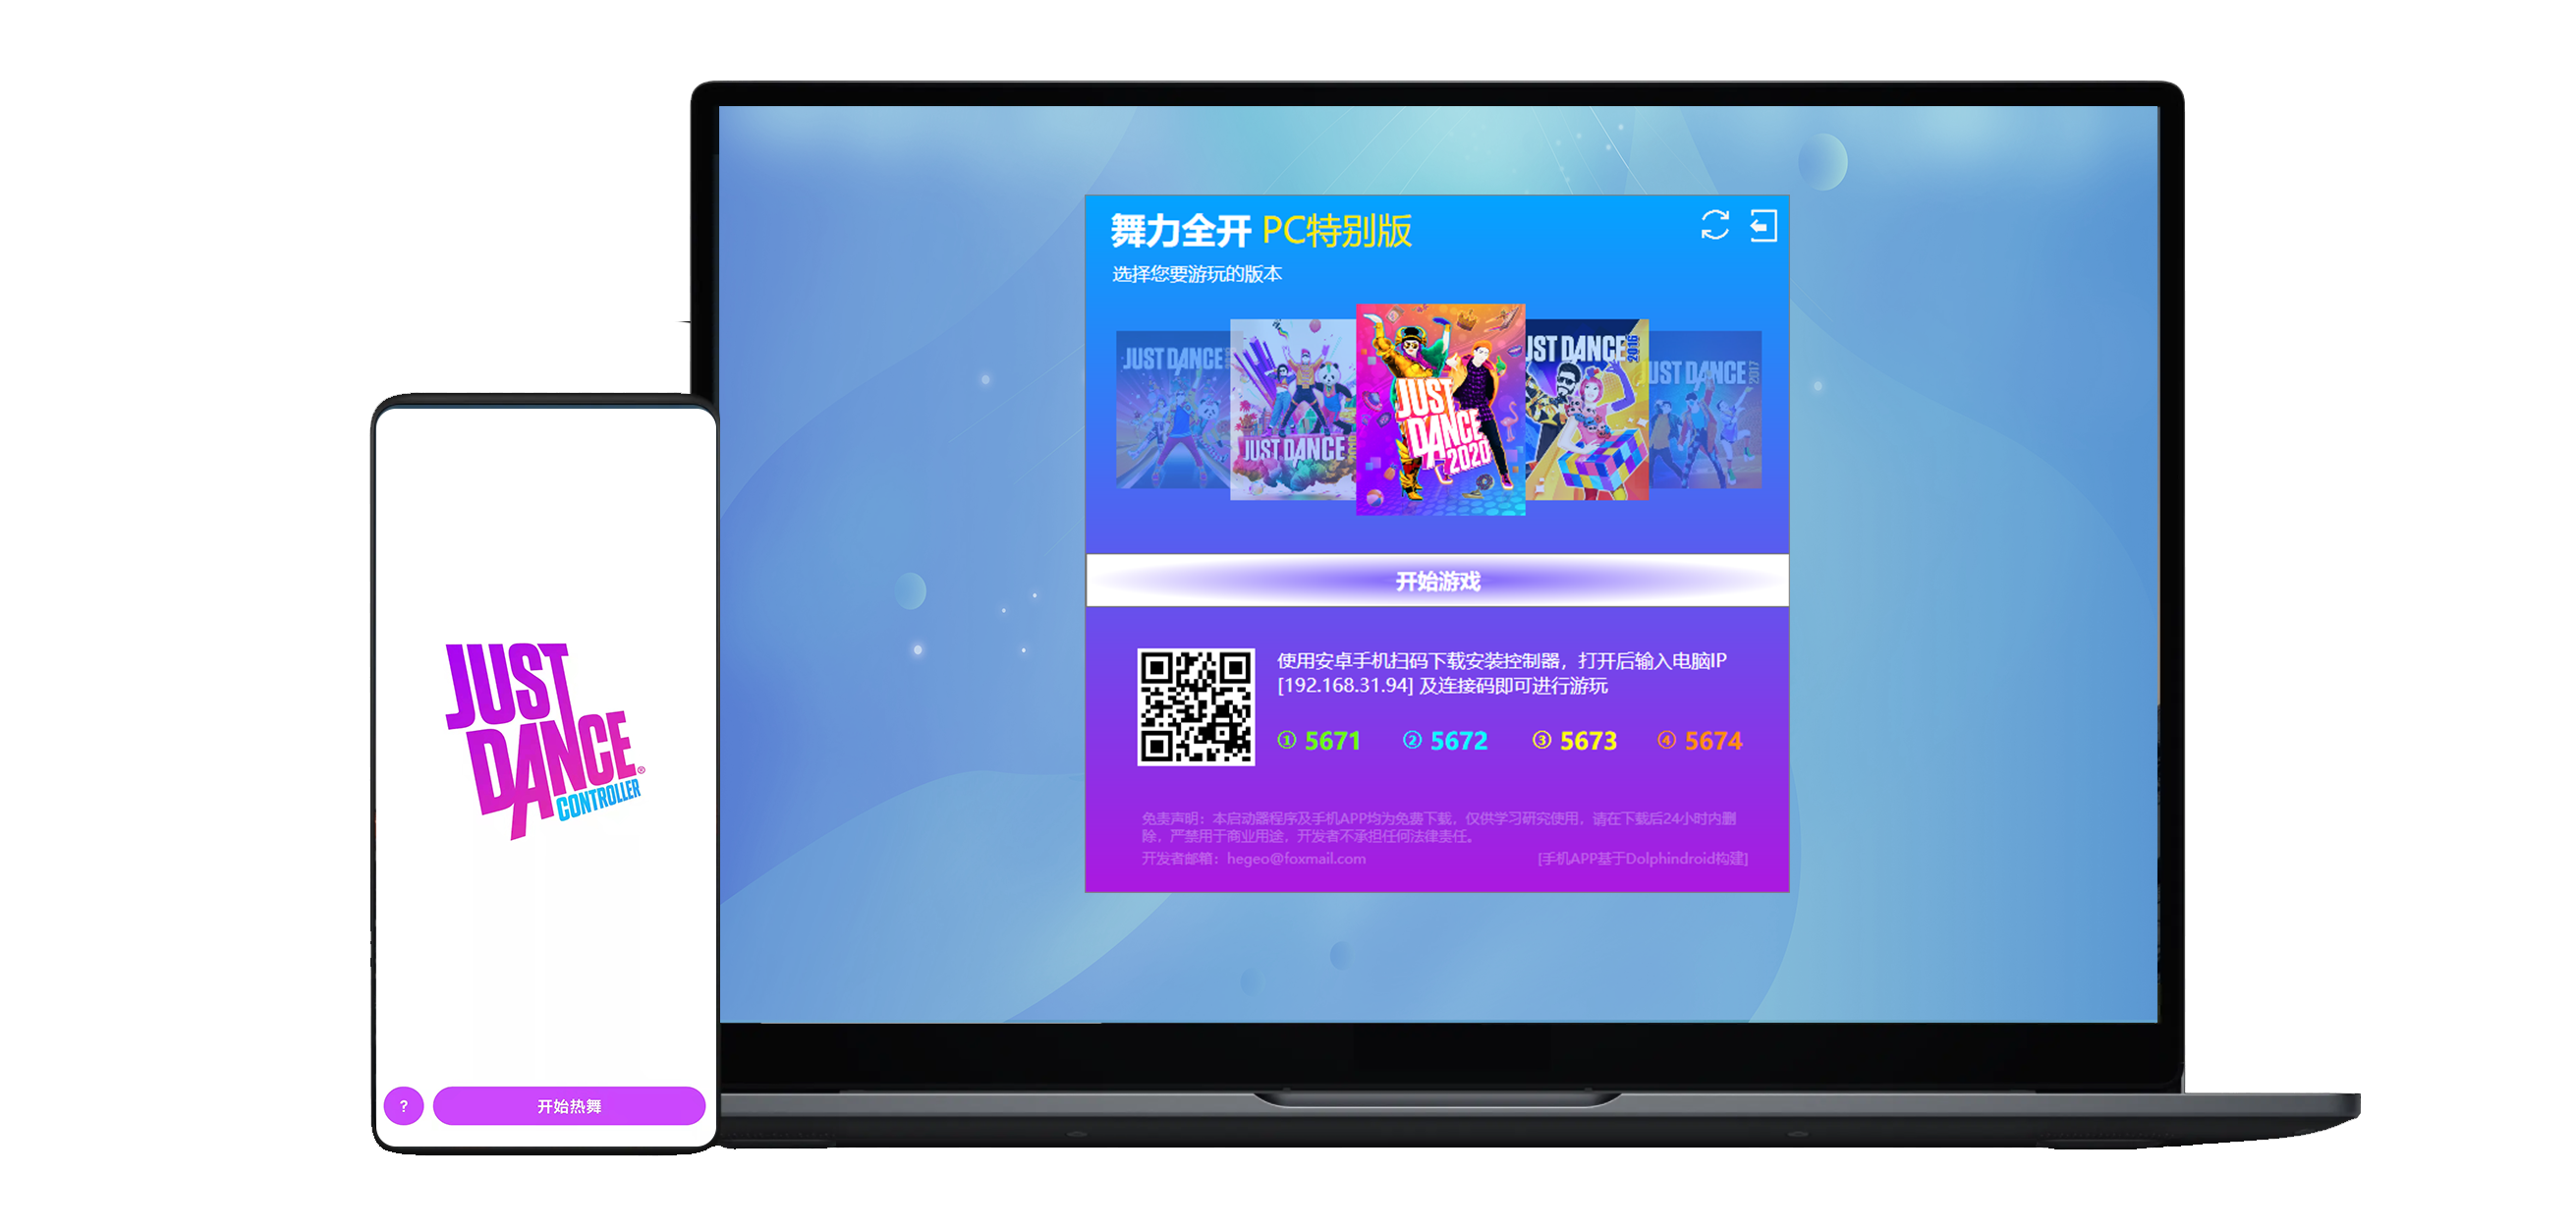 舞力全开 PC特别版
选择您要游玩的版本
JUST DANCE
JUST DANCE
JUST
DANCE
2020
JUST DANCE 2016
JUST DANCE 2017
开始游戏
使用安卓手机扫码下载安装控制器，打开后输入电脑IP
[192.168.31.94] 及连接码即可进行游玩
① 5671 ② 5672 ③ 5673 ④ 5674
免责声明：本启动器程序及手机APP均为免费下载，仅供学习研究使用，请在下载后24小时内删
除，严禁用于商业用途，开发者不承担任何法律责任。
开发者邮箱：hegeo@foxmail.com [手机APP基于Dolphindroid构建]
JUST
DANCE®
CONTROLLER
? 开始热舞